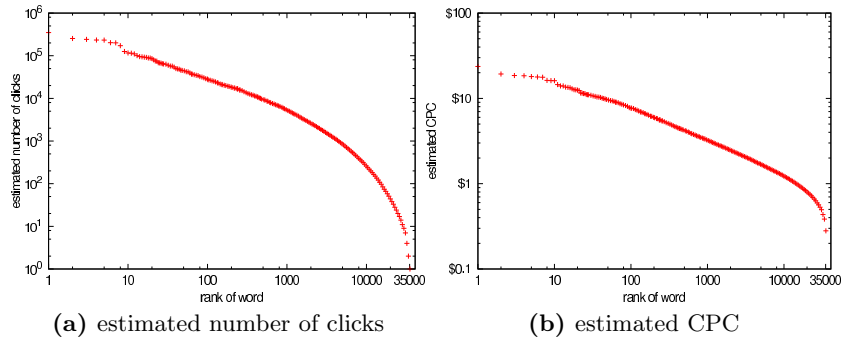 10^6
10^5
10^4
10^3
10^2
10^1
10^0
estimated number of clicks
1 10 100 1000 10000 35000
rank of word
(a) estimated number of clicks
$100
$10
$1
$0.1
estimated CPC
1 10 100 1000 10000 35000
rank of word
(b) estimated CPC